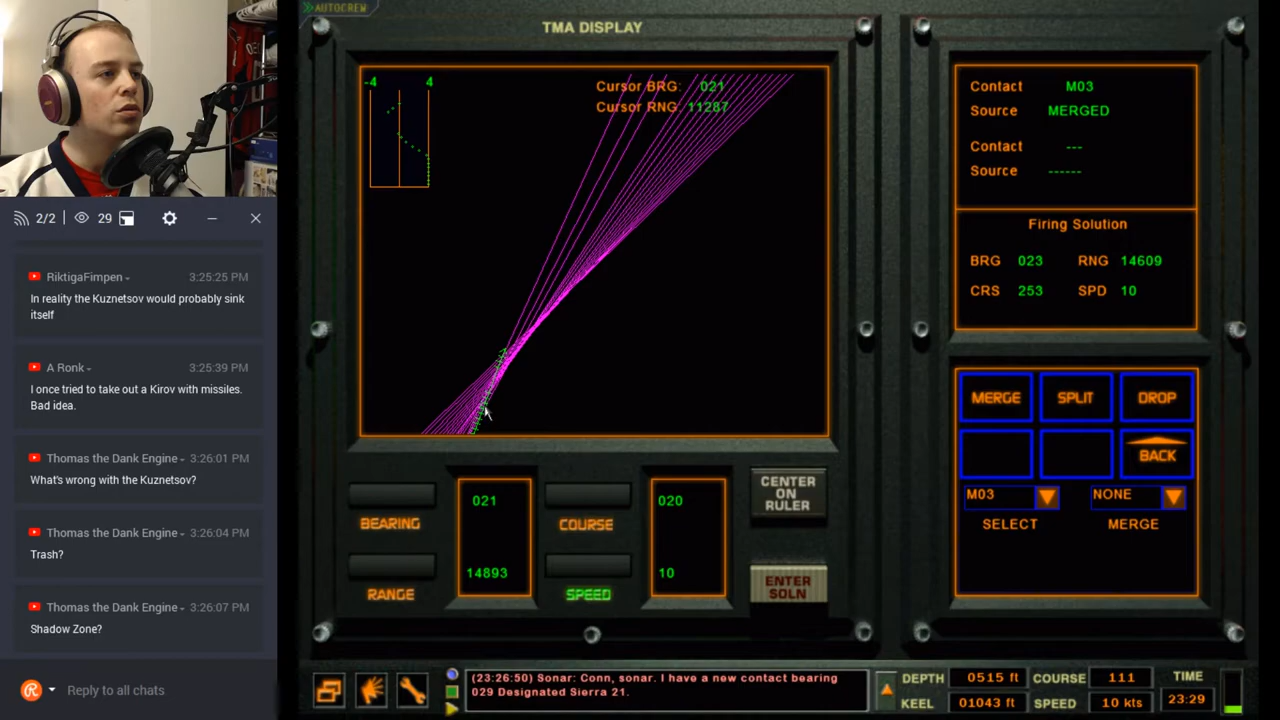 AUTOCREW
TMA DISPLAY
-4 4
Cursor BRG: 021
Cursor RNG: 11287
Contact M03
Source MERGED
Contact ---
Source ------
Firing Solution
BRG 023 RNG 14609
CRS 253 SPD 10
MERGE SPLIT DROP
BACK
M03 NONE
SELECT MERGE
021
BEARING
14893
RANGE
020
COURSE
10
SPEED
CENTER
ON
RULER
ENTER
SOLN
(23:26:50) Sonar: Conn, sonar. I have a new contact bearing
029 Designated Sierra 21.
DEPTH 0515 ft COURSE 111 TIME
KEEL 01043 ft SPEED 10 kts 23:29
2/2 29
RiktigaFimpen 3:25:25 PM
In reality the Kuznetsov would probably sink
itself
A Ronk 3:25:39 PM
I once tried to take out a Kirov with missiles.
Bad idea.
Thomas the Dank Engine 3:26:01 PM
What's wrong with the Kuznetsov?
Thomas the Dank Engine 3:26:04 PM
Trash?
Thomas the Dank Engine 3:26:07 PM
Shadow Zone?
Reply to all chats